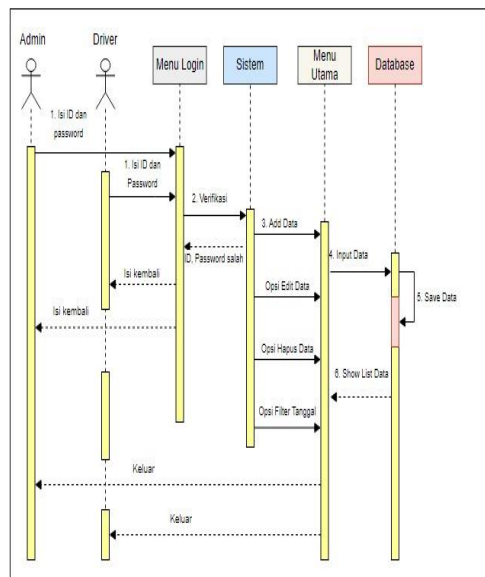 Admin
Driver
Menu Login
Sistem
Menu
Utama
Database
1. Isi ID dan
password
1. Isi ID dan
Password
2. Verifikasi
3. Add Data
4. Input Data
ID, Password salah
Isi kembali
Opsi Edit Data
5. Save Data
Isi kembali
Opsi Hapus Data
6. Show List Data
Opsi Filter Tanggal
Keluar
Keluar